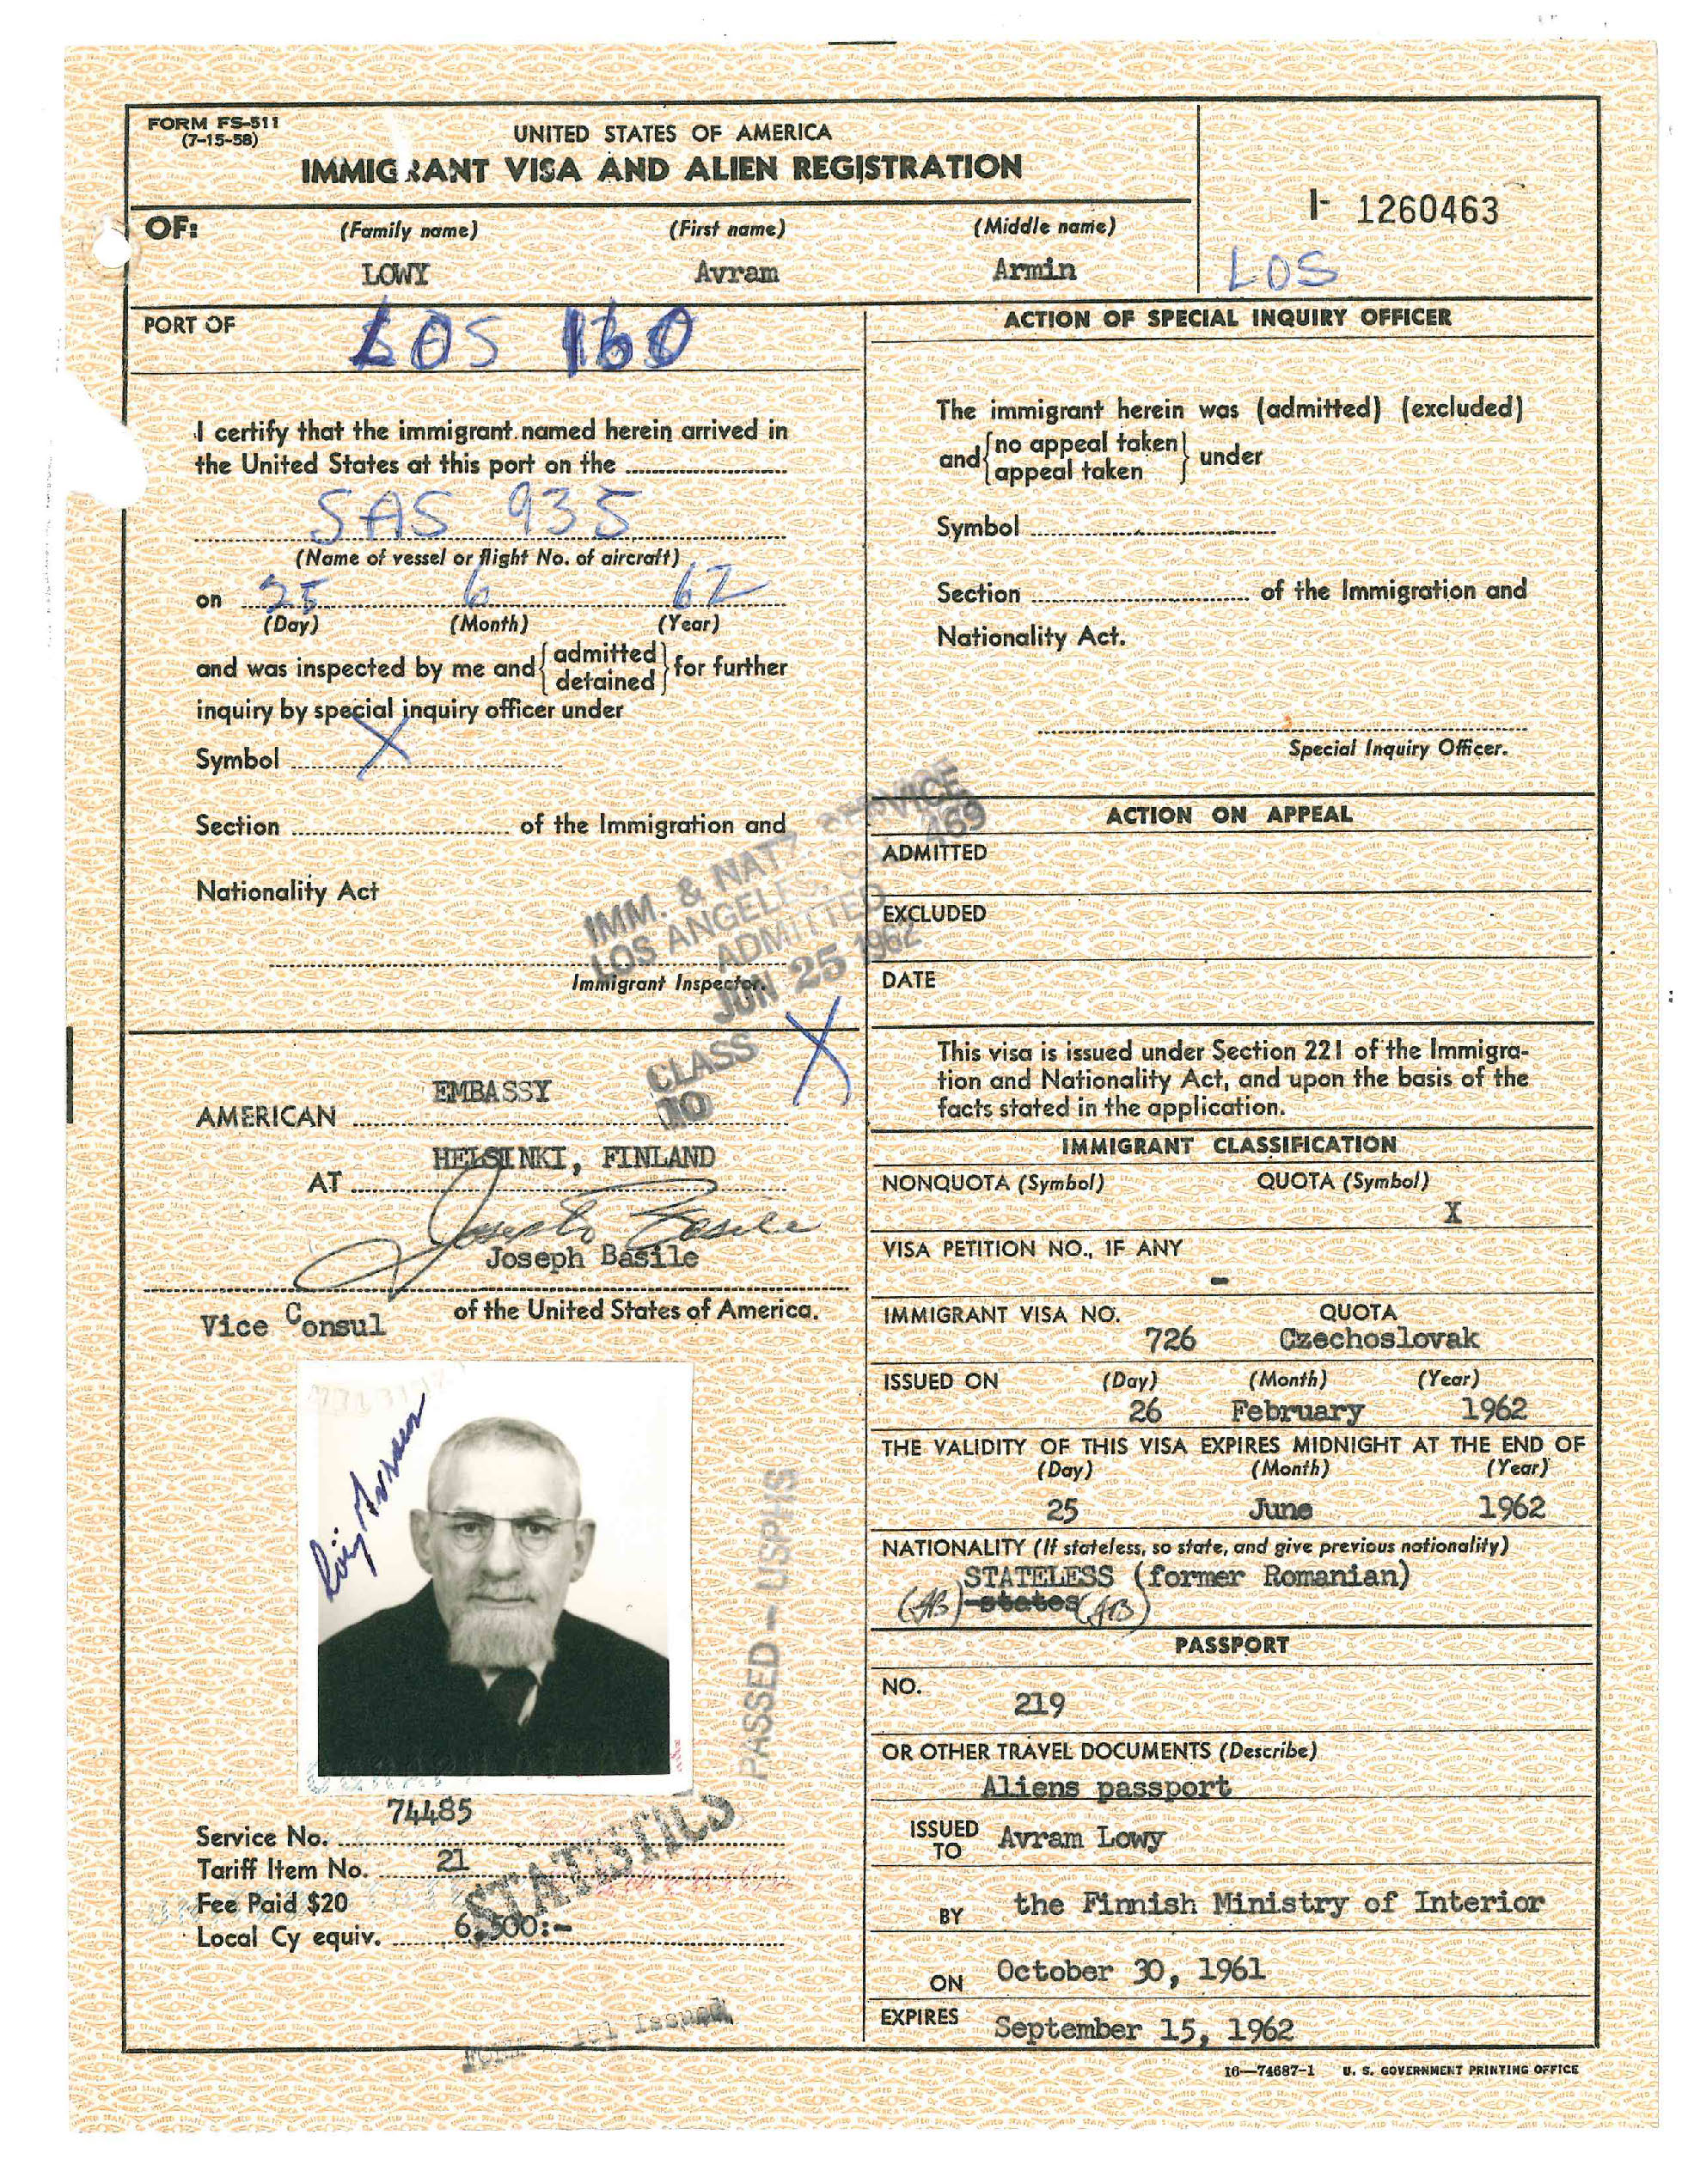 FORM FS-511
(7-15-58)
UNITED STATES OF AMERICA
IMMIGRANT VISA AND ALIEN REGISTRATION
I- 1260463
OF: (Family name) (First name) (Middle name)
LOWY Avram Armin
LOS
PORT OF
LOS 160
I certify that the immigrant named herein arrived in
the United States at this port on the
SAS 935
(Name of vessel or flight No. of aircraft)
on 25 6 62
(Day) (Month) (Year)
and was inspected by me and { admitted detained } for further
inquiry by special inquiry officer under
Symbol X
Section of the Immigration and
Nationality Act
Immigrant Inspector.
IMM. & NATZ. SERVICE
LOS ANGELES, CAL. 469
ADMITTED
JUN 25 1962
CLASS
X
AMERICAN EMBASSY
AT HELSINKI, FINLAND
Joseph Basile
Joseph Basile
Vice Consul of the United States of America.
PASSED — USPHS
74485
Service No.
Tariff Item No. 21
Fee Paid $20
Local Cy equiv. 6,500:-
STATISTICS
Issued
ACTION OF SPECIAL INQUIRY OFFICER
The immigrant herein was (admitted) (excluded)
and { no appeal taken appeal taken } under
Symbol
Section of the Immigration and
Nationality Act.
Special Inquiry Officer.
ACTION ON APPEAL
ADMITTED
EXCLUDED
DATE
This visa is issued under Section 221 of the Immigra-
tion and Nationality Act, and upon the basis of the
facts stated in the application.
IMMIGRANT CLASSIFICATION
NONQUOTA (Symbol) QUOTA (Symbol)
X
VISA PETITION NO., IF ANY
-
IMMIGRANT VISA NO. QUOTA
726 Czechoslovak
ISSUED ON (Day) (Month) (Year)
26 February 1962
THE VALIDITY OF THIS VISA EXPIRES MIDNIGHT AT THE END OF
(Day) (Month) (Year)
25 June 1962
NATIONALITY (If stateless, so state, and give previous nationality)
STATELESS (former Romanian)
states
PASSPORT
NO.
219
OR OTHER TRAVEL DOCUMENTS (Describe)
Aliens passport
ISSUED TO Avram Lowy
BY the Finnish Ministry of Interior
ON October 30, 1961
EXPIRES September 15, 1962
16—74687-1 U. S. GOVERNMENT PRINTING OFFICE